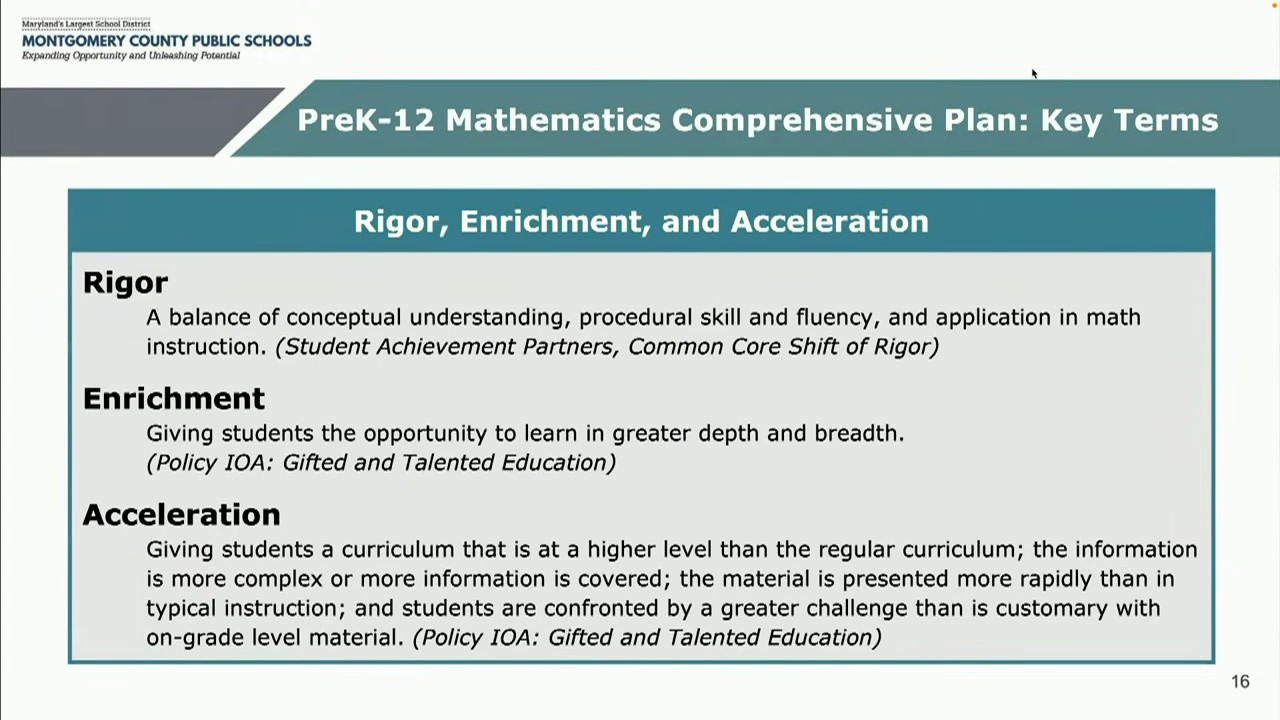 Maryland's Largest School District
MONTGOMERY COUNTY PUBLIC SCHOOLS
Expanding Opportunity and Unleashing Potential
PreK-12 Mathematics Comprehensive Plan: Key Terms
Rigor, Enrichment, and Acceleration
Rigor
A balance of conceptual understanding, procedural skill and fluency, and application in math
instruction. (Student Achievement Partners, Common Core Shift of Rigor)
Enrichment
Giving students the opportunity to learn in greater depth and breadth.
(Policy IOA: Gifted and Talented Education)
Acceleration
Giving students a curriculum that is at a higher level than the regular curriculum; the information
is more complex or more information is covered; the material is presented more rapidly than in
typical instruction; and students are confronted by a greater challenge than is customary with
on-grade level material. (Policy IOA: Gifted and Talented Education)
16